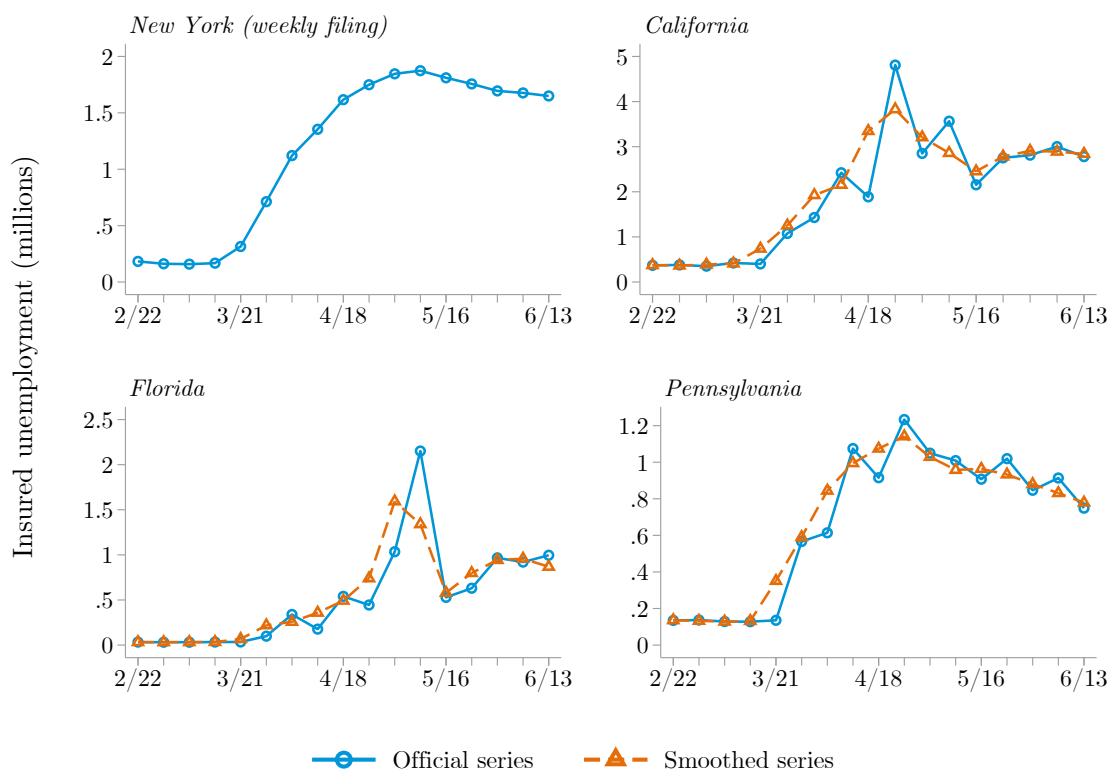 New York (weekly filing)
2
1.5
1
.5
0
2/22 3/21 4/18 5/16 6/13
California
5
4
3
2
1
0
2/22 3/21 4/18 5/16 6/13
Insured unemployment (millions)
Florida
2.5
2
1.5
1
.5
0
2/22 3/21 4/18 5/16 6/13
Pennsylvania
1.2
1
.8
.6
.4
.2
0
2/22 3/21 4/18 5/16 6/13
Official series Smoothed series